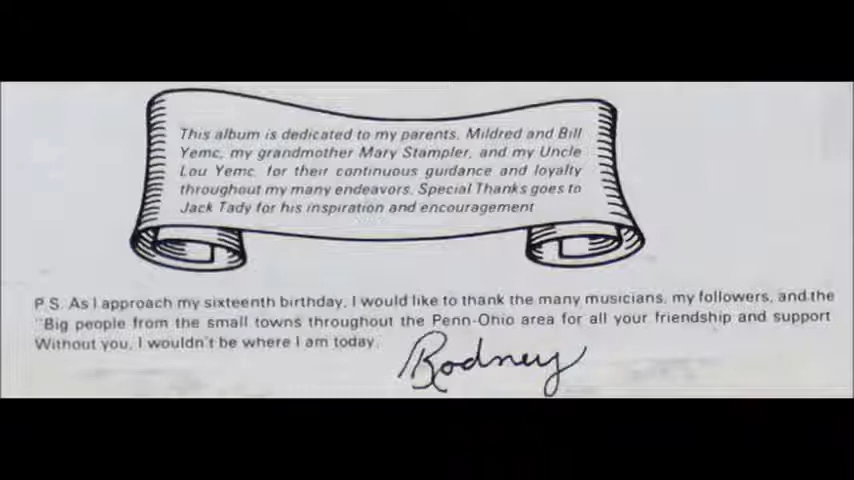 This album is dedicated to my parents, Mildred and Bill
Yemc, my grandmother Mary Stampler, and my Uncle
Lou Yemc, for their continuous guidance and loyalty
throughout my many endeavors. Special Thanks goes to
Jack Tady for his inspiration and encouragement
P.S. As I approach my sixteenth birthday, I would like to thank the many musicians, my followers, and the
"Big people from the small towns throughout the Penn-Ohio area for all your friendship and support
Without you, I wouldn't be where I am today.
Rodney